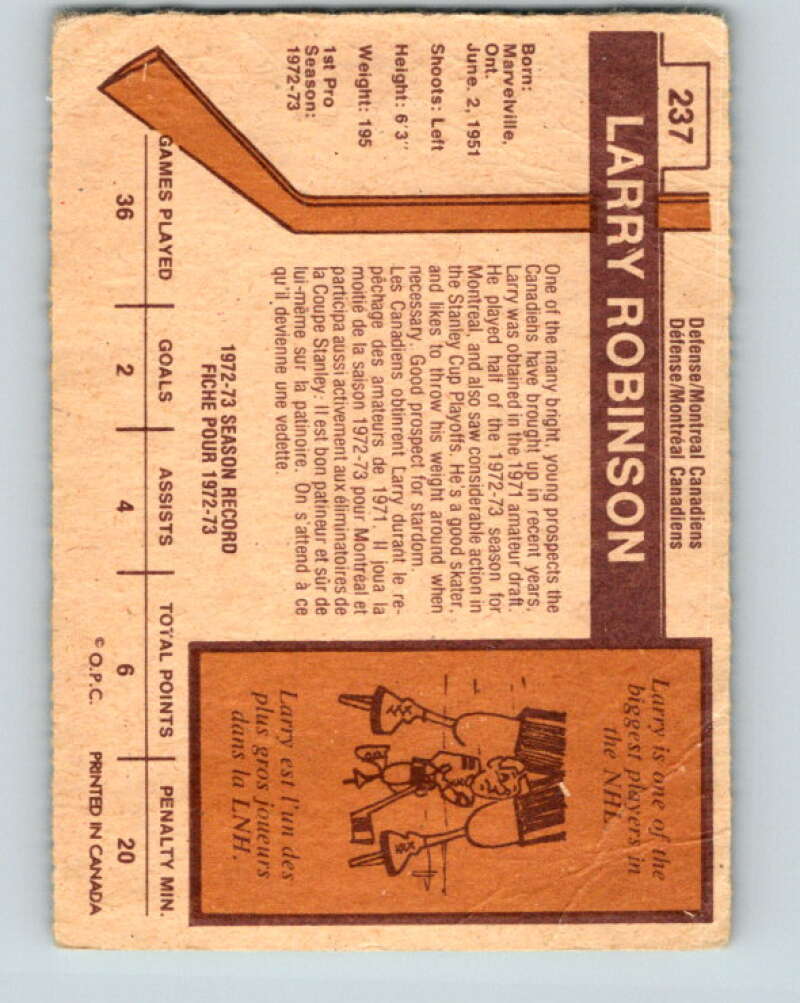 237
Defense/Montreal Canadiens
Défense/Montréal Canadiens
LARRY ROBINSON
Born:
Marvelville,
Ont.
June. 2, 1951
Shoots: Left
Height: 6'3"
Weight: 195
1st Pro
Season:
1972-73
One of the many bright, young prospects the
Canadiens have brought up in recent years,
Larry was obtained in the 1971 amateur draft.
He played half of the 1972-73 season for
Montreal, and also saw considerable action in
the Stanley Cup Playoffs. He's a good skater,
and likes to throw his weight around when
necessary. Good prospect for stardom.
Les Canadiens obtinrent Larry durant le re-
pêchage des amateurs de 1971. Il joua la
moitié de la saison 1972-73 pour Montréal et
participa aussi activement aux éliminatoires de
la Coupe Stanley. Il est bon patineur et sûr de
lui-même sur la patinoire. On s'attend à ce
qu'il devienne une vedette.
Larry is one of the
biggest players in
the NHL.
Larry est l'un des
plus gros joueurs
dans la LNH.
1972-73 SEASON RECORD
FICHE POUR 1972-73
GAMES PLAYED GOALS ASSISTS TOTAL POINTS PENALTY MIN.
36 2 4 6 20
© O.P.C. PRINTED IN CANADA